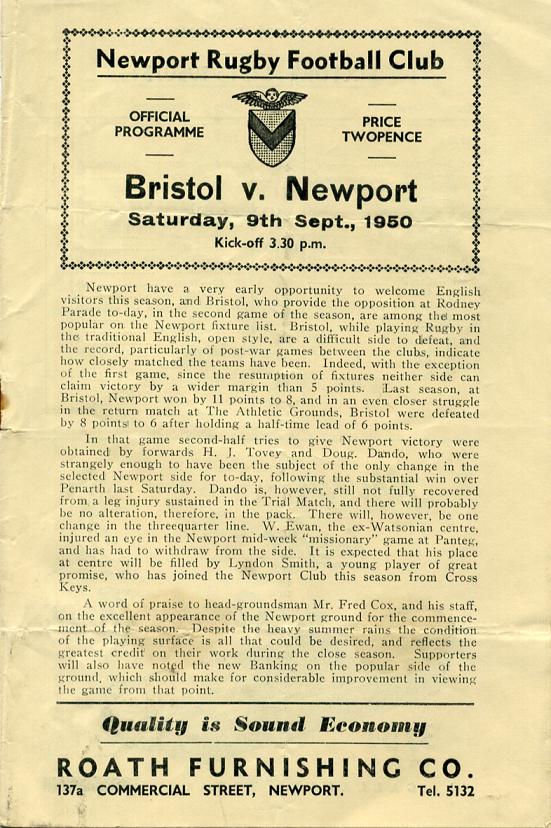 Newport Rugby Football Club
OFFICIAL
PROGRAMME
PRICE
TWOPENCE
Bristol v. Newport
Saturday, 9th Sept., 1950
Kick-off 3.30 p.m.
Newport have a very early opportunity to welcome English
visitors this season, and Bristol, who provide the opposition at Rodney
Parade to-day, in the second game of the season, are among the most
popular on the Newport fixture list. Bristol, while playing Rugby in
the traditional English, open style, are a difficult side to defeat, and
the record, particularly of post-war games between the clubs, indicate
how closely matched the teams have been. Indeed, with the exception
of the first game, since the resumption of fixtures neither side can
claim victory by a wider margin than 5 points. Last season, at
Bristol, Newport won by 11 points to 8, and in an even closer struggle
in the return match at The Athletic Grounds, Bristol were defeated
by 8 points to 6 after holding a half-time lead of 6 points.
In that game second-half tries to give Newport victory were
obtained by forwards H. J. Tovey and Doug. Dando, who were
strangely enough to have been the subject of the only change in the
selected Newport side for to-day, following the substantial win over
Penarth last Saturday. Dando is, however, still not fully recovered
from a leg injury sustained in the Trial Match, and there will probably
be no alteration, therefore, in the pack. There will, however, be one
change in the threequarter line. W. Ewan, the ex-Watsonian centre,
injured an eye in the Newport mid-week "missionary" game at Panteg,
and has had to withdraw from the side. It is expected that his place
at centre will be filled by Lyndon Smith, a young player of great
promise, who has joined the Newport Club this season from Cross
Keys.
A word of praise to head-groundsman Mr. Fred Cox, and his staff,
on the excellent appearance of the Newport ground for the commence-
ment of the season. Despite the heavy summer rains the condition
of the playing surface is all that could be desired, and reflects the
greatest credit on their work during the close season. Supporters
will also have noted the new Banking on the popular side of the
ground, which should make for considerable improvement in viewing
the game from that point.
Quality is Sound Economy
ROATH FURNISHING CO.
137a COMMERCIAL STREET, NEWPORT. Tel. 5132